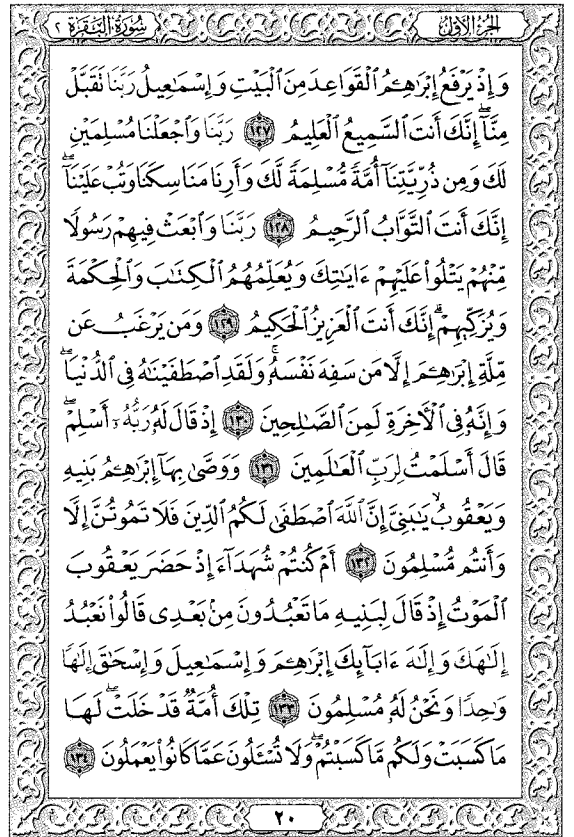 الجزء الأول
سورة البقرة ٢
وَإِذْ يَرْفَعُ إِبْرَٰهِـۧمُ ٱلْقَوَاعِدَ مِنَ ٱلْبَيْتِ وَإِسْمَٰعِيلُ رَبَّنَا تَقَبَّلْ
مِنَّآ ۖ إِنَّكَ أَنتَ ٱلسَّمِيعُ ٱلْعَلِيمُ ١٢٧ رَبَّنَا وَٱجْعَلْنَا مُسْلِمَيْنِ
لَكَ وَمِن ذُرِّيَّتِنَآ أُمَّةً مُّسْلِمَةً لَّكَ وَأَرِنَا مَنَاسِكَنَا وَتُبْ عَلَيْنَآ ۖ
إِنَّكَ أَنتَ ٱلتَّوَّابُ ٱلرَّحِيمُ ١٢٨ رَبَّنَا وَٱبْعَثْ فِيهِمْ رَسُولًا
مِّنْهُمْ يَتْلُوا۟ عَلَيْهِمْ ءَايَٰتِكَ وَيُعَلِّمُهُمُ ٱلْكِتَٰبَ وَٱلْحِكْمَةَ
وَيُزَكِّيهِمْ ۚ إِنَّكَ أَنتَ ٱلْعَزِيزُ ٱلْحَكِيمُ ١٢٩ وَمَن يَرْغَبُ عَن
مِّلَّةِ إِبْرَٰهِـۧمَ إِلَّا مَن سَفِهَ نَفْسَهُۥ ۚ وَلَقَدِ ٱصْطَفَيْنَٰهُ فِى ٱلدُّنْيَا ۖ
وَإِنَّهُۥ فِى ٱلْـَٔاخِرَةِ لَمِنَ ٱلصَّٰلِحِينَ ١٣٠ إِذْ قَالَ لَهُۥ رَبُّهُۥٓ أَسْلِمْ ۖ
قَالَ أَسْلَمْتُ لِرَبِّ ٱلْعَٰلَمِينَ ١٣١ وَوَصَّىٰ بِهَآ إِبْرَٰهِـۧمُ بَنِيهِ
وَيَعْقُوبُ يَٰبَنِىَّ إِنَّ ٱللَّهَ ٱصْطَفَىٰ لَكُمُ ٱلدِّينَ فَلَا تَمُوتُنَّ إِلَّا
وَأَنتُم مُّسْلِمُونَ ١٣٢ أَمْ كُنتُمْ شُهَدَآءَ إِذْ حَضَرَ يَعْقُوبَ
ٱلْمَوْتُ إِذْ قَالَ لِبَنِيهِ مَا تَعْبُدُونَ مِنۢ بَعْدِى قَالُوا۟ نَعْبُدُ
إِلَٰهَكَ وَإِلَٰهَ ءَابَآئِكَ إِبْرَٰهِـۧمَ وَإِسْمَٰعِيلَ وَإِسْحَٰقَ إِلَٰهًا
وَٰحِدًا وَنَحْنُ لَهُۥ مُسْلِمُونَ ١٣٣ تِلْكَ أُمَّةٌ قَدْ خَلَتْ ۖ لَهَا
مَا كَسَبَتْ وَلَكُم مَّا كَسَبْتُمْ ۖ وَلَا تُسْـَٔلُونَ عَمَّا كَانُوا۟ يَعْمَلُونَ ١٣٤
٢٠